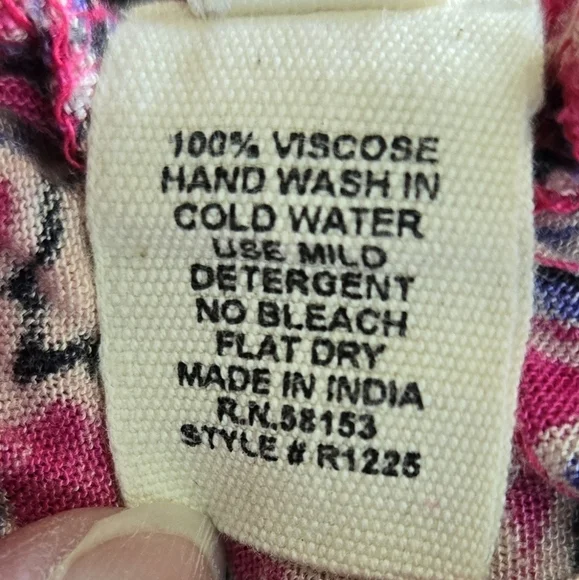 100% VISCOSE
HAND WASH IN
COLD WATER
USE MILD
DETERGENT
NO BLEACH
FLAT DRY
MADE IN INDIA
R.N.58153
STYLE # R1225